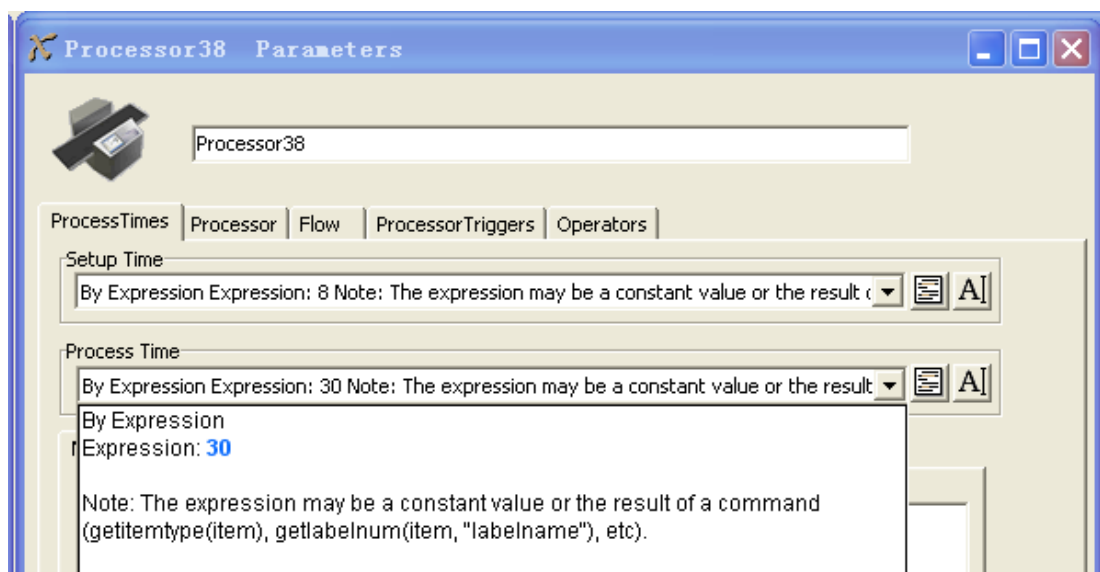 Processor38 Parameters
Processor38
ProcessTimes Processor Flow ProcessorTriggers Operators
Setup Time
By Expression Expression: 8 Note: The expression may be a constant value or the result
Process Time
By Expression Expression: 30 Note: The expression may be a constant value or the result
By Expression
Expression: 30
Note: The expression may be a constant value or the result of a command
(getitemtype(item), getlabelnum(item, "labelname"), etc).